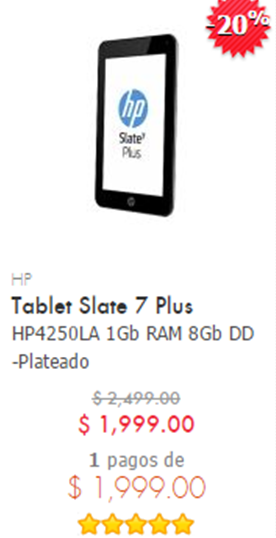 -20%
hp
Slate7
Plus
HP
Tablet Slate 7 Plus
HP4250LA 1Gb RAM 8Gb DD
-Plateado
$ 2,499.00
$ 1,999.00
1 pagos de
$ 1,999.00